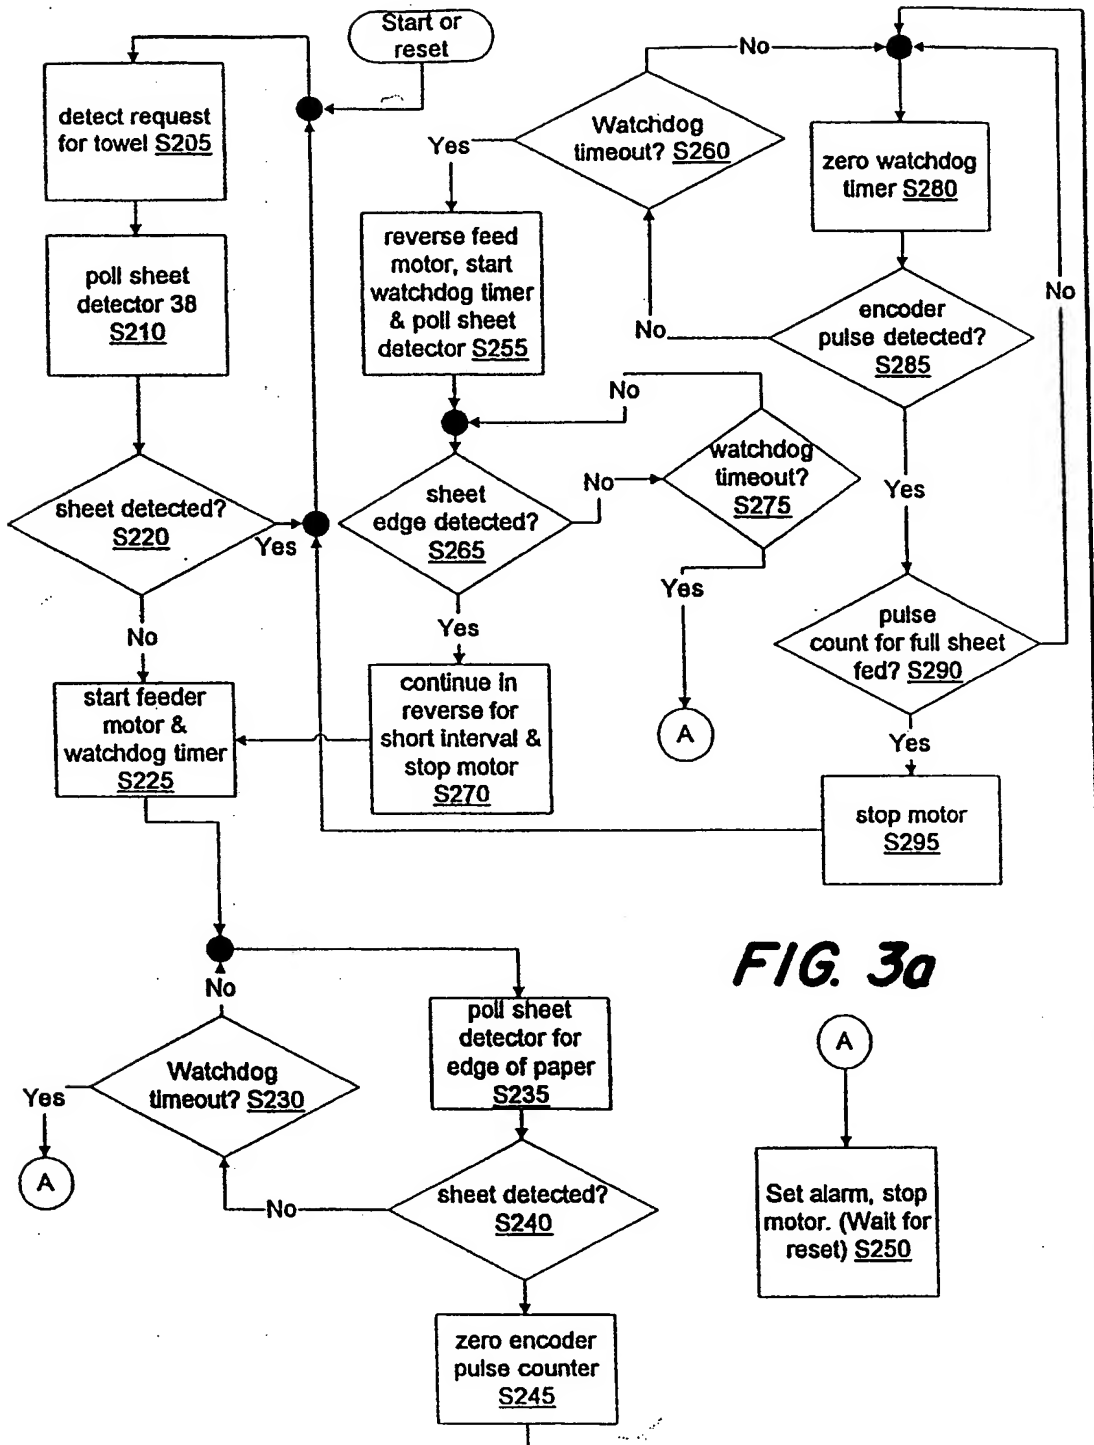 Start or
reset
detect request
for towel S205
poll sheet
detector 38
S210
sheet detected?
S220
Yes
No
start feeder
motor &
watchdog timer
S225
No
Watchdog
timeout? S260
Yes
reverse feed
motor, start
watchdog timer
& poll sheet
detector S255
sheet
edge detected?
S265
No
No
watchdog
timeout?
S275
Yes
A
Yes
continue in
reverse for
short interval &
stop motor
S270
zero watchdog
timer S280
encoder
pulse detected?
S285
No
No
Yes
pulse
count for full sheet
fed? S290
Yes
stop motor
S295
No
Watchdog
timeout? S230
Yes
A
poll sheet
detector for
edge of paper
S235
sheet detected?
S240
No
zero encoder
pulse counter
S245
FIG. 3a
A
Set alarm, stop
motor. (Wait for
reset) S250